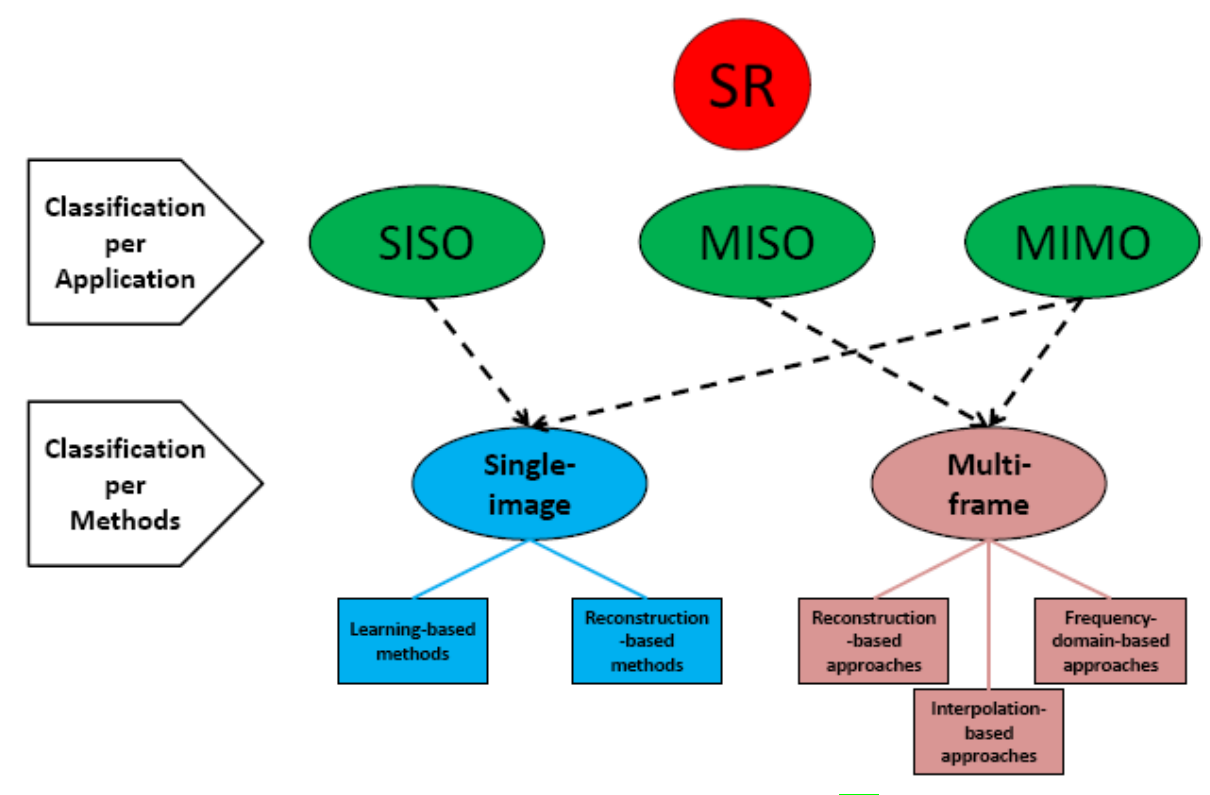 SR
Classification
per
Application
SISO
MISO
MIMO
Classification
per
Methods
Single-
image
Multi-
frame
Learning-based
methods
Reconstruction
-based
methods
Reconstruction
-based
approaches
Interpolation-
based
approaches
Frequency-
domain-based
approaches